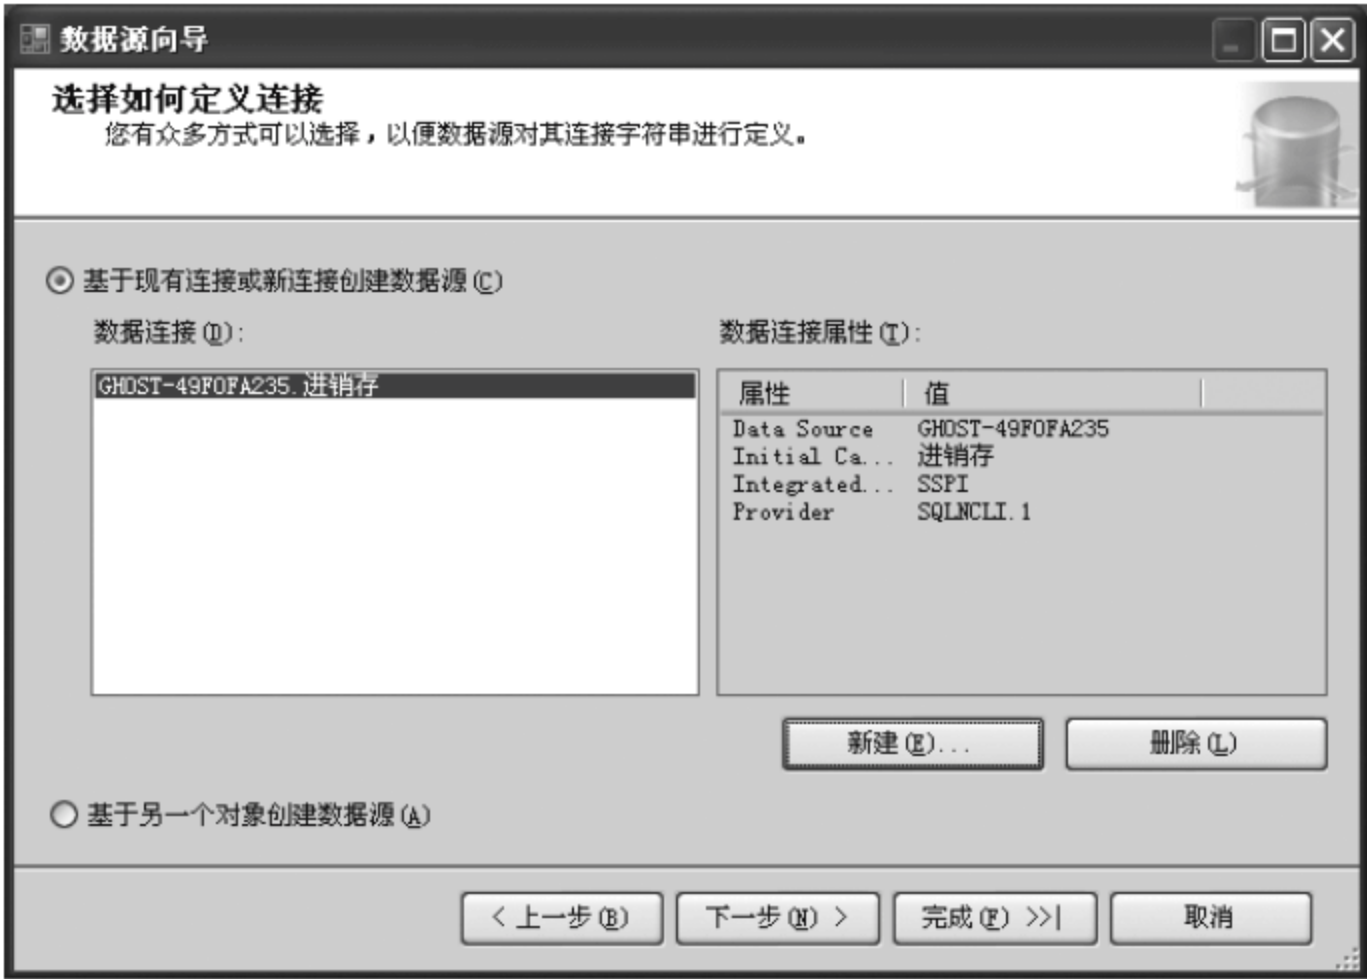 数据源向导
选择如何定义连接
您有众多方式可以选择，以便数据源对其连接字符串进行定义。
基于现有连接或新连接创建数据源(C)
数据连接(D):
数据连接属性(T):
GHOST-49F0FA235.进销存
属性 值
Data Source GHOST-49F0FA235
Initial Ca... 进销存
Integrated... SSPI
Provider SQLNCLI.1
新建(E)... 删除(L)
基于另一个对象创建数据源(A)
< 上一步(B) 下一步(N) > 完成(F) >>| 取消